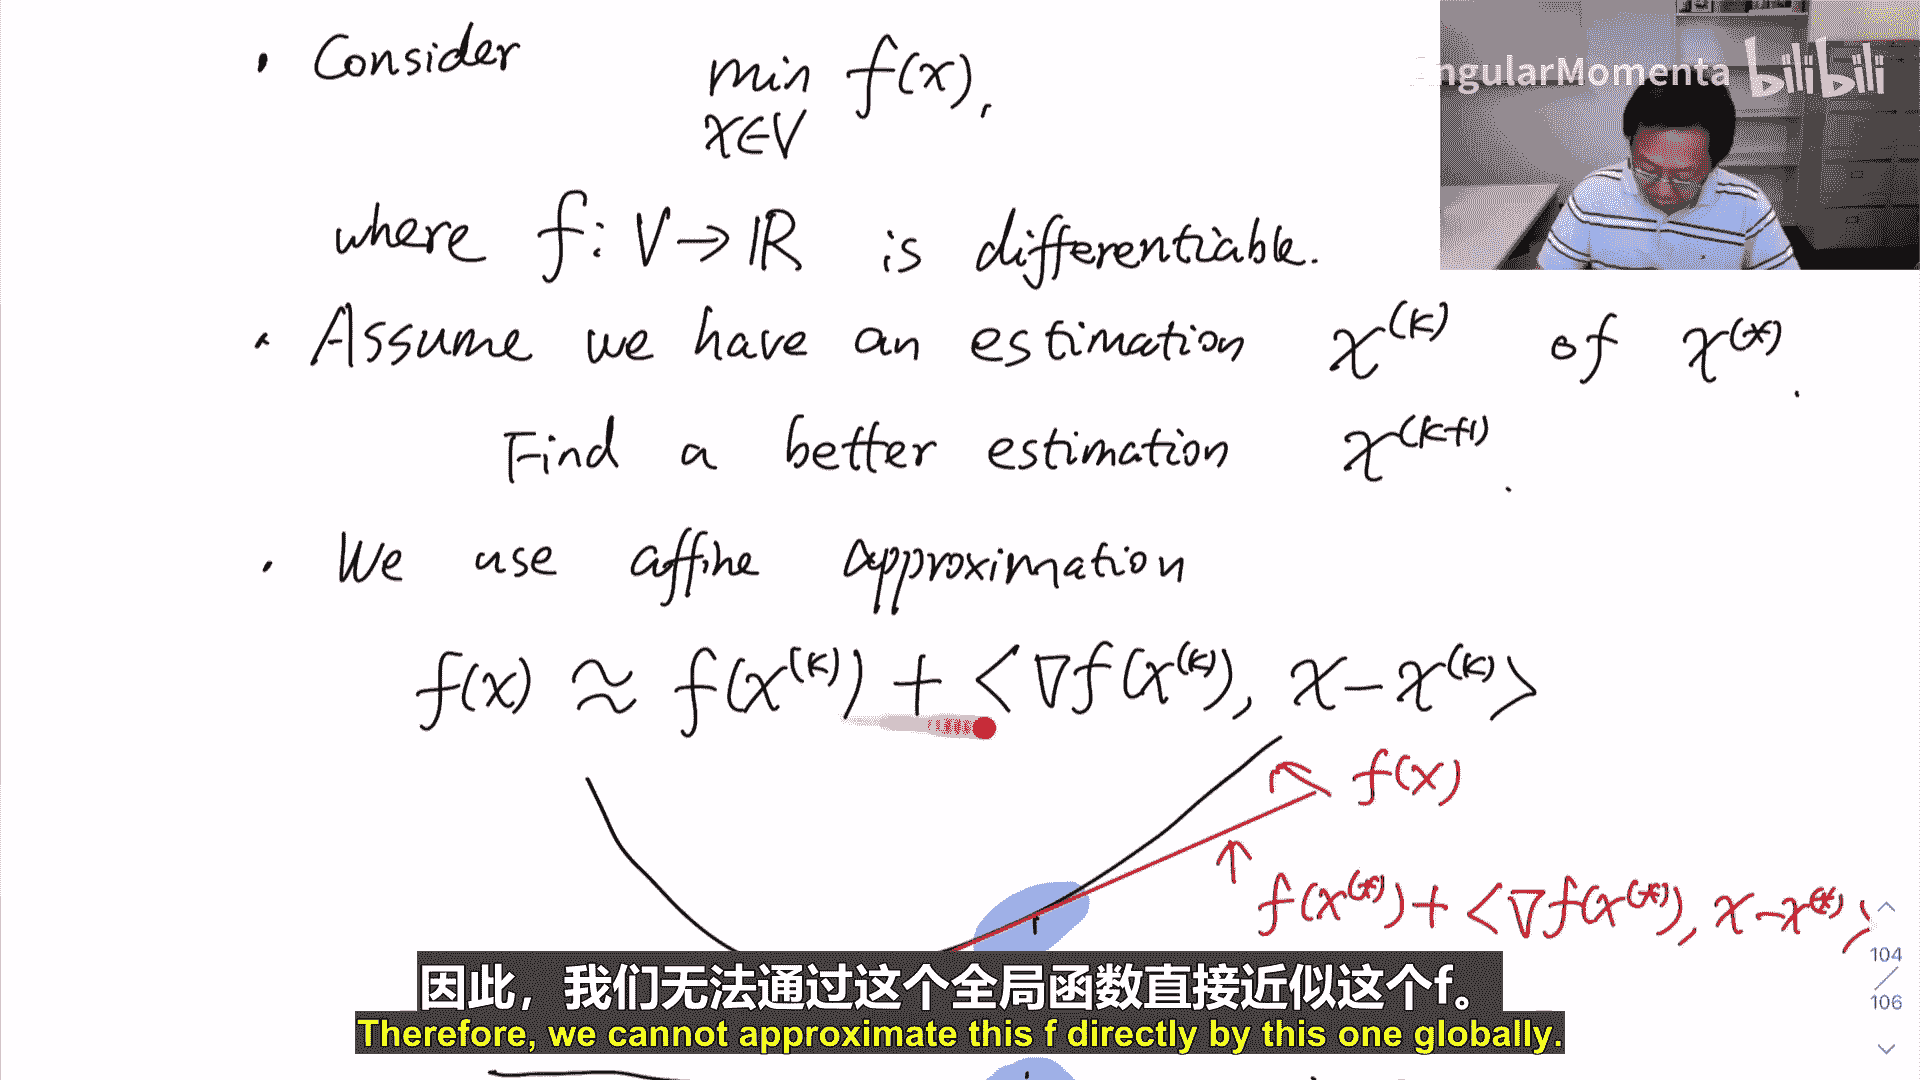 · Consider
min f(x),
x∈V
where f: V→ℝ is differentiable.
· Assume we have an estimation x^(k) of x^(*).
Find a better estimation x^(k+1).
· We use affine approximation
f(x) ≈ f(x^(k)) + <∇f(x^(k)), x-x^(k)>
f(x)
f(x^(*)) + <∇f(x^(*)), x-x^(*)>
因此，我们无法通过这个全局函数直接近似这个f。
Therefore, we cannot approximate this f directly by this one globally.
ngularMomenta bilibili
104
106